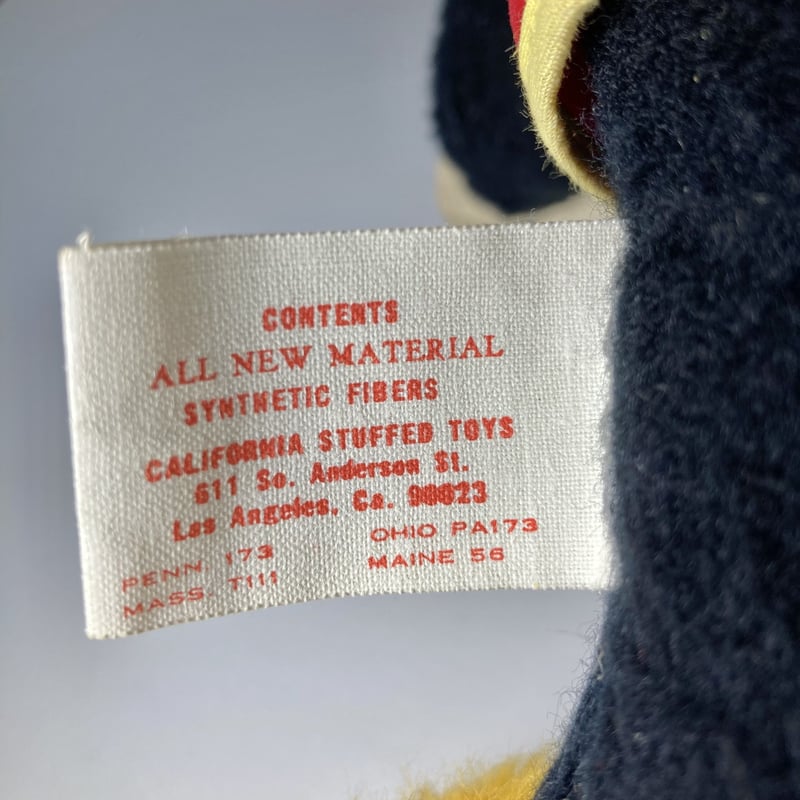 CONTENTS
ALL NEW MATERIAL
SYNTHETIC FIBERS
CALIFORNIA STUFFED TOYS
611 So. Anderson St.
Los Angeles, Ca. 90023
PENN. 173 OHIO PA173
MASS. T111 MAINE 56